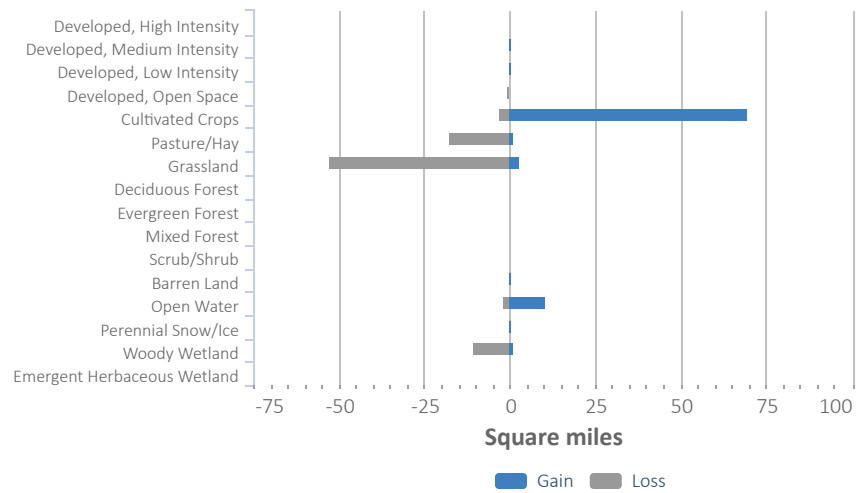 Developed, High Intensity
Developed, Medium Intensity
Developed, Low Intensity
Developed, Open Space
Cultivated Crops
Pasture/Hay
Grassland
Deciduous Forest
Evergreen Forest
Mixed Forest
Scrub/Shrub
Barren Land
Open Water
Perennial Snow/Ice
Woody Wetland
Emergent Herbaceous Wetland
-75 -50 -25 0 25 50 75 100
Square miles
Gain Loss